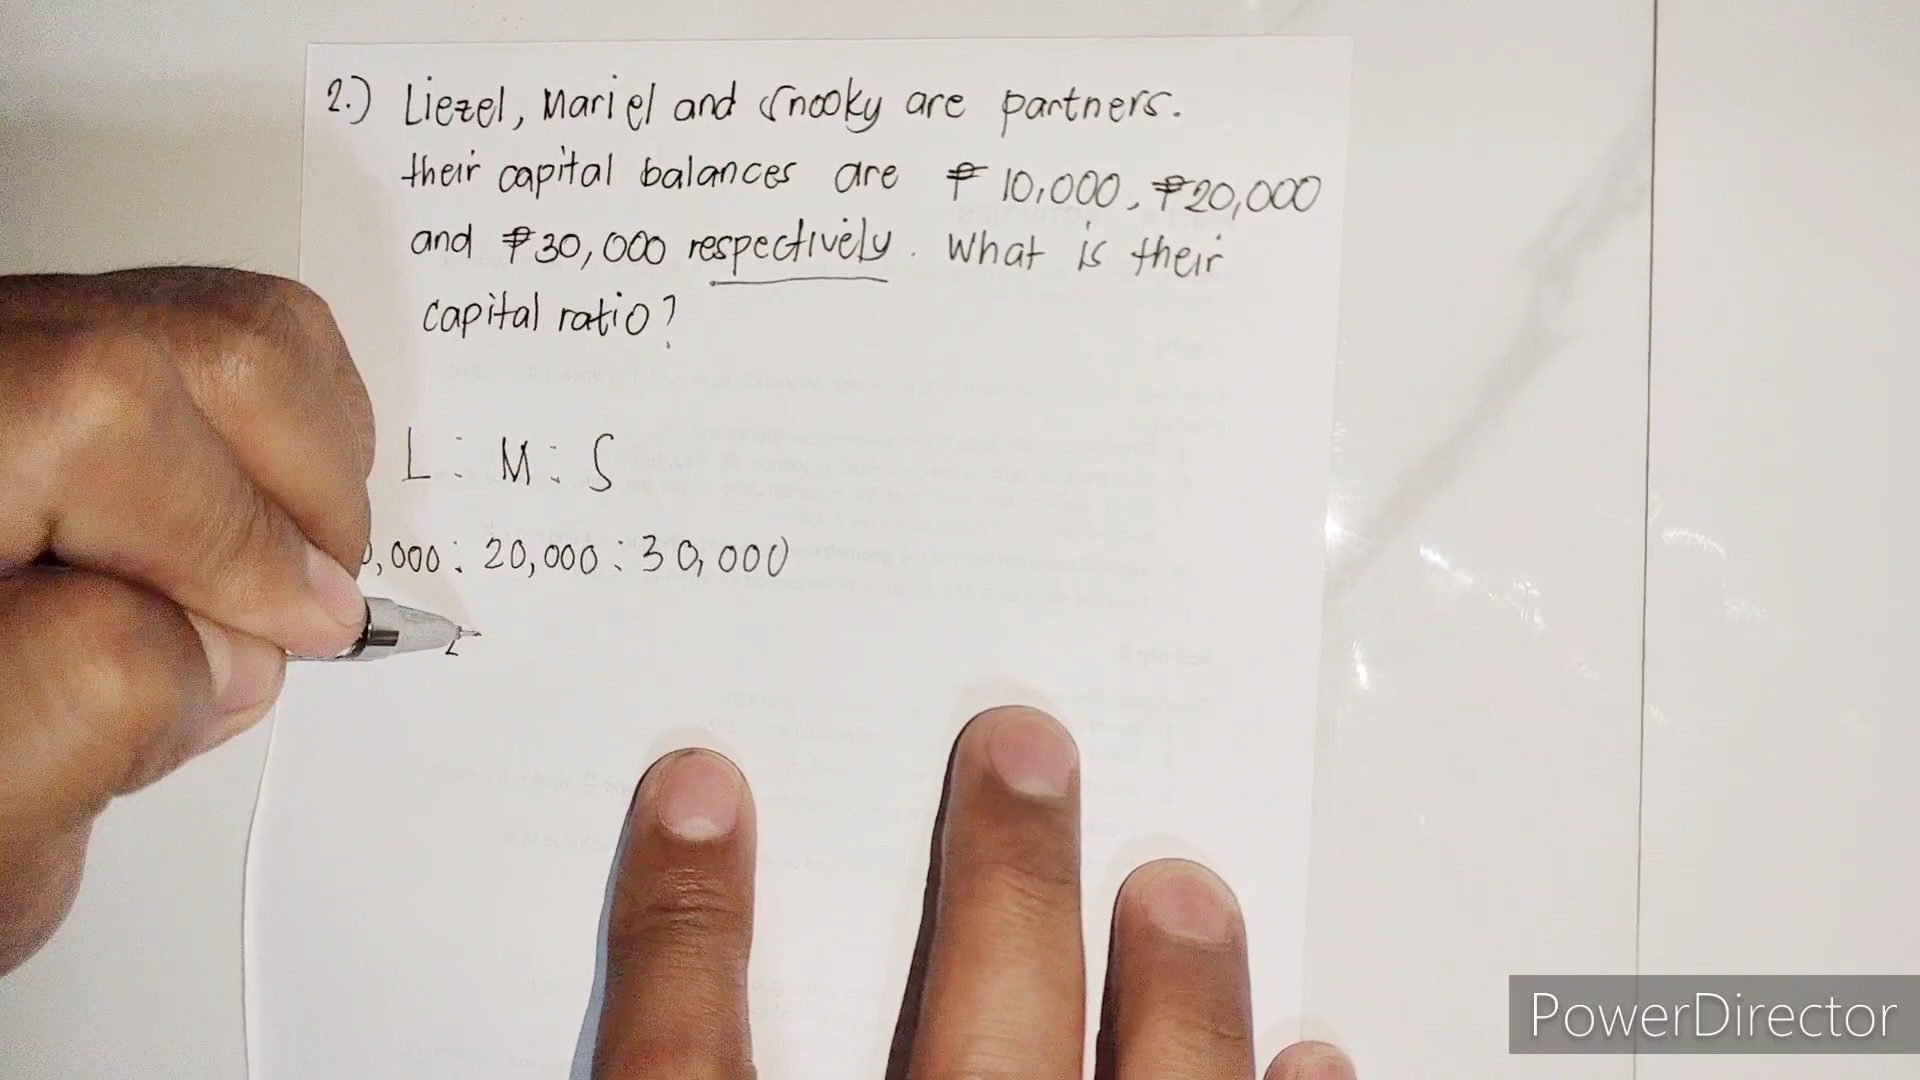 2.) Liezel, Mariel and Snooky are partners.
their capital balances are ₱ 10,000, ₱20,000
and ₱30,000 respectively. What is their
capital ratio?
L : M : S
0,000 : 20,000 : 30,000
PowerDirector